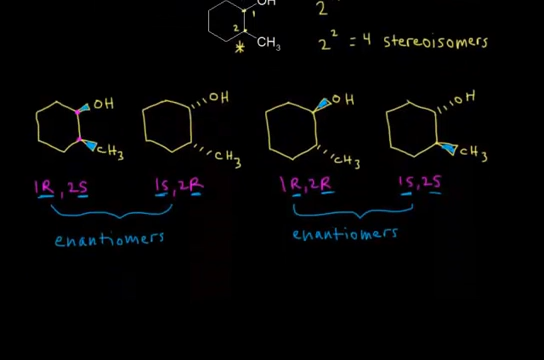 OH
1
2
2
* CH3
2² = 4 stereoisomers
OH OH OH OH
CH3 CH3 CH3 CH3
1R,2S 1S,2R 1R,2R 1S,2S
enantiomers enantiomers